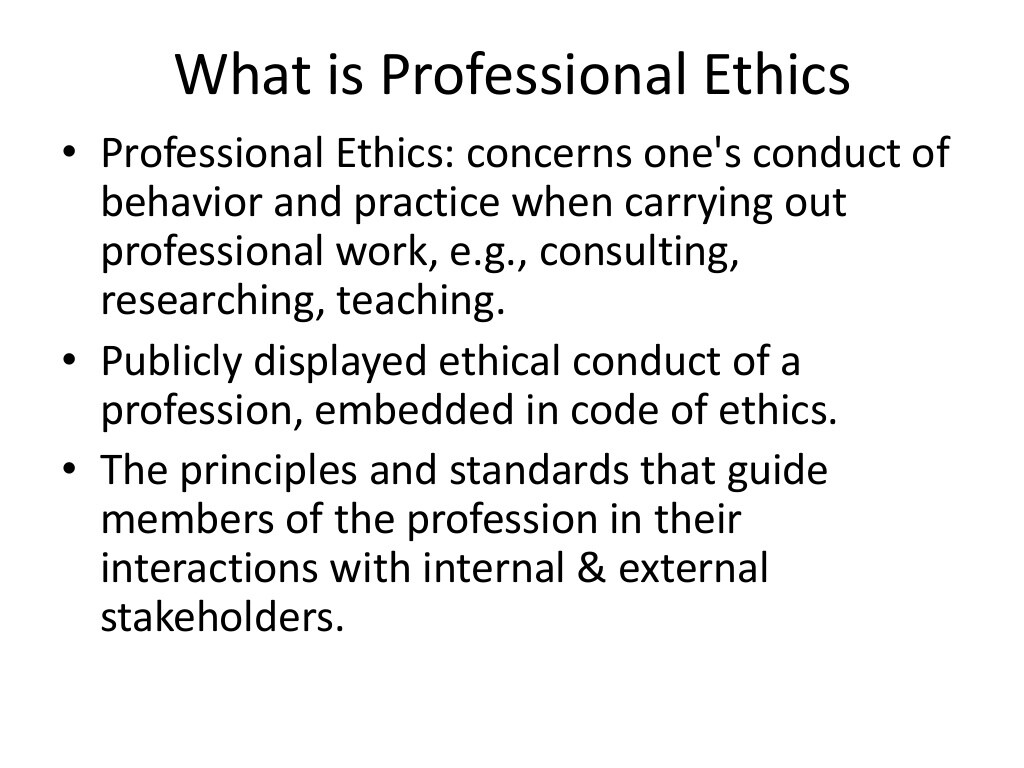 What is Professional Ethics
• Professional Ethics: concerns one's conduct of
behavior and practice when carrying out
professional work, e.g., consulting,
researching, teaching.
• Publicly displayed ethical conduct of a
profession, embedded in code of ethics.
• The principles and standards that guide
members of the profession in their
interactions with internal & external
stakeholders.